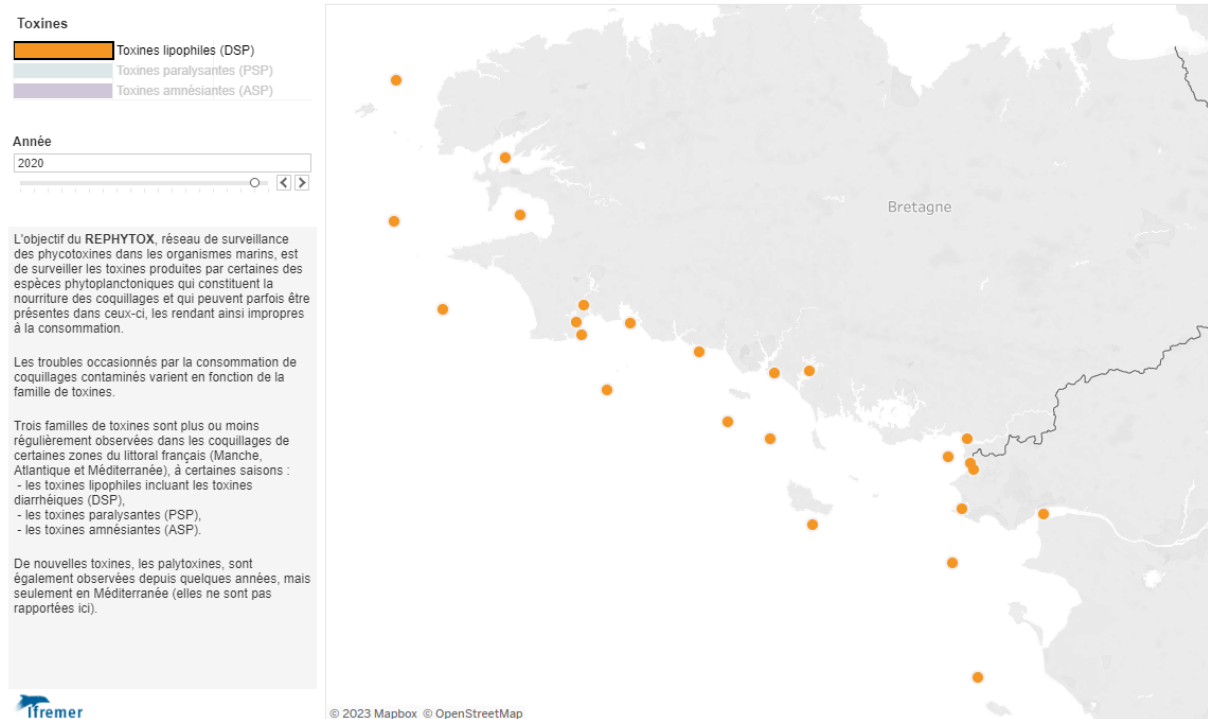 Toxines
Toxines lipophiles (DSP)
Toxines paralysantes (PSP)
Toxines amnésiantes (ASP)
Année
2020
L'objectif du REPHYTOX, réseau de surveillance
des phycotoxines dans les organismes marins, est
de surveiller les toxines produites par certaines des
espèces phytoplanctoniques qui constituent la
nourriture des coquillages et qui peuvent parfois être
présentes dans ceux-ci, les rendant ainsi impropres
à la consommation.
Les troubles occasionnés par la consommation de
coquillages contaminés varient en fonction de la
famille de toxines.
Trois familles de toxines sont plus ou moins
régulièrement observées dans les coquillages de
certaines zones du littoral français (Manche,
Atlantique et Méditerranée), à certaines saisons :
- les toxines lipophiles incluant les toxines
diarrhéiques (DSP),
- les toxines paralysantes (PSP),
- les toxines amnésiantes (ASP).
De nouvelles toxines, les palytoxines, sont
également observées depuis quelques années, mais
seulement en Méditerranée (elles ne sont pas
rapportées ici).
Ifremer
Bretagne
© 2023 Mapbox © OpenStreetMap